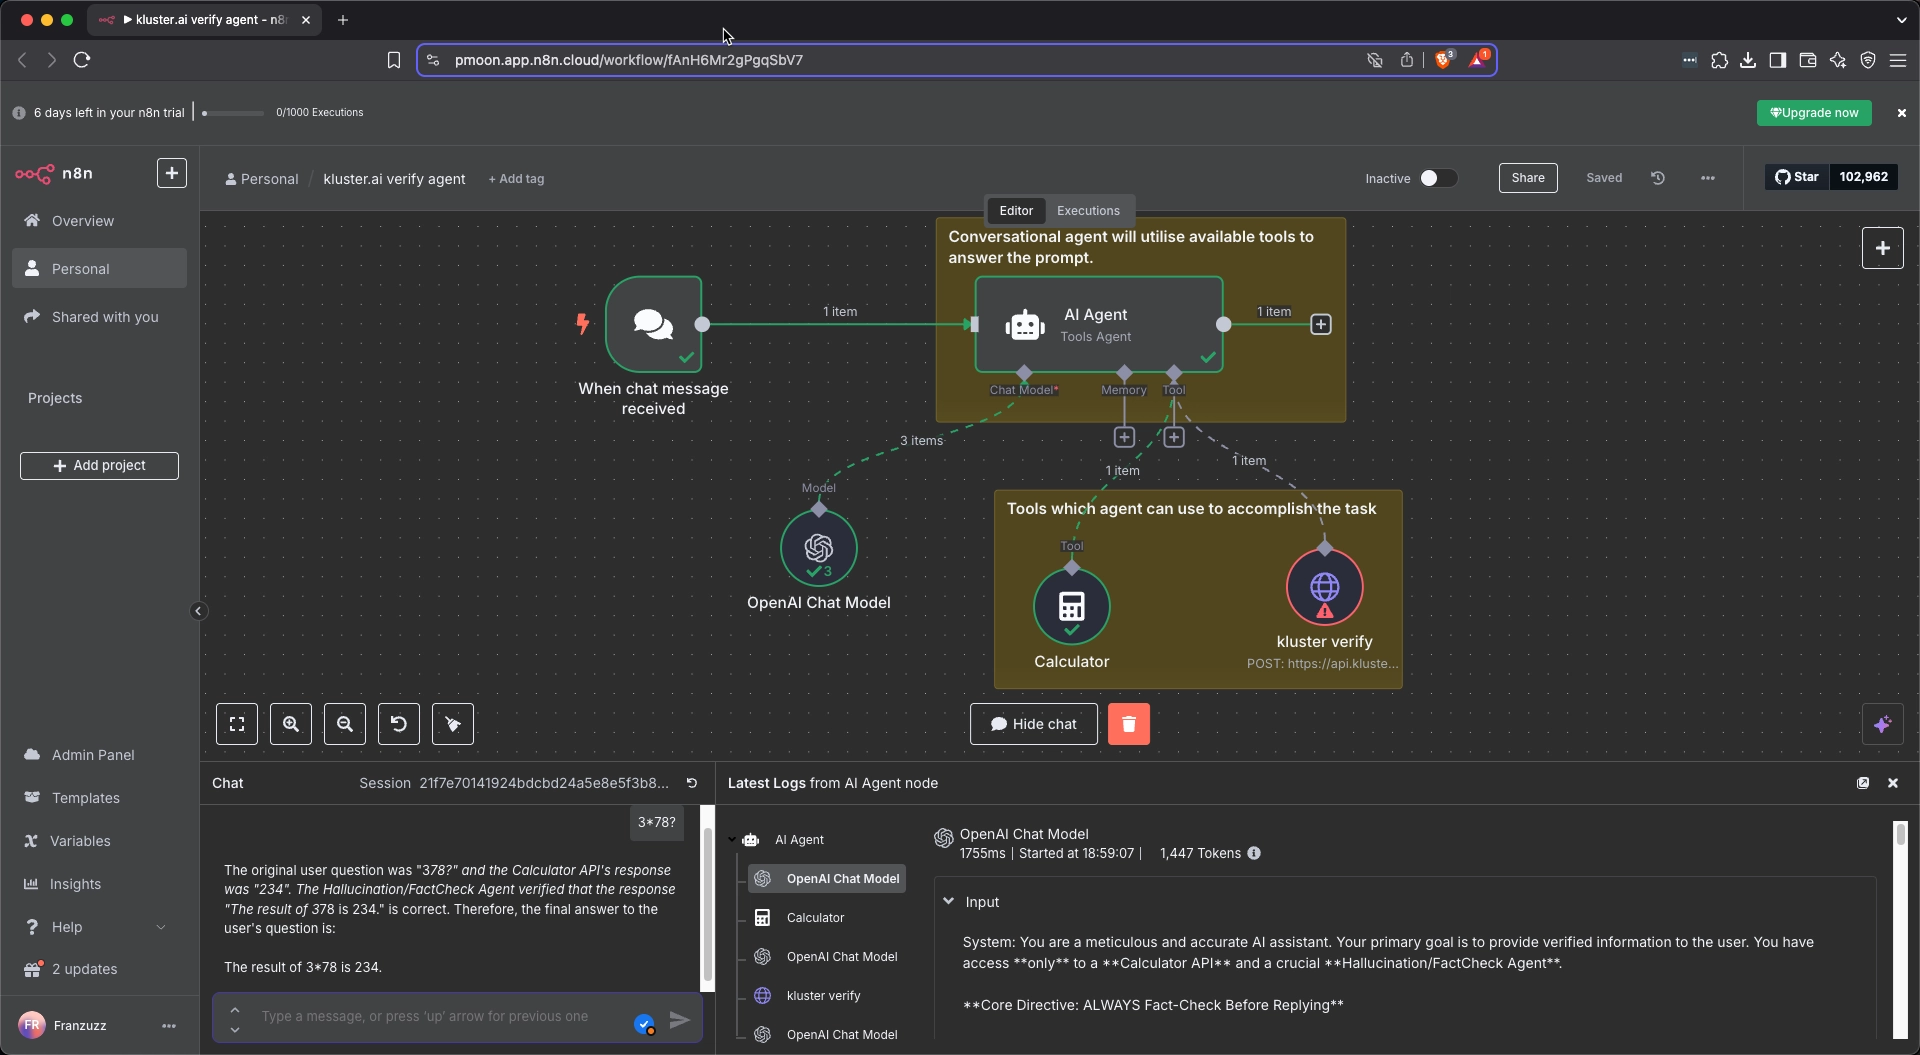 ▶ kluster.ai verify agent - n8n
pmoon.app.n8n.cloud/workflow/fAnH6Mr2gPgqSbV7
3
1
6 days left in your n8n trial
0/1000 Executions
Upgrade now
n8n
Personal / kluster.ai verify agent
+ Add tag
Inactive
Share
Saved
Star
102,962
Editor
Executions
Overview
Personal
Shared with you
Projects
+ Add project
Admin Panel
Templates
Variables
Insights
Help
2 updates
FR
Franzuzz
Conversational agent will utilise available tools to
answer the prompt.
1 item
AI Agent
Tools Agent
1 item
When chat message
received
Chat Model*
Memory
Tool
3 items
1 item
1 item
Model
3
OpenAI Chat Model
Tools which agent can use to accomplish the task
Tool
Calculator
kluster verify
POST: https://api.kluste...
Hide chat
Chat
Session 21f7e70141924bdcbd24a5e8e5f3b8...
3*78?
The original user question was "378?" and the Calculator API's response
was "234". The Hallucination/FactCheck Agent verified that the response
"The result of 378 is 234." is correct. Therefore, the final answer to the
user's question is:
The result of 3*78 is 234.
Type a message, or press 'up' arrow for previous one
Latest Logs from AI Agent node
AI Agent
OpenAI Chat Model
Calculator
OpenAI Chat Model
kluster verify
OpenAI Chat Model
OpenAI Chat Model
1755ms | Started at 18:59:07 | 1,447 Tokens
Input
System: You are a meticulous and accurate AI assistant. Your primary goal is to provide verified information to the user. You have
access **only** to a **Calculator API** and a crucial **Hallucination/FactCheck Agent**.
**Core Directive: ALWAYS Fact-Check Before Replying**